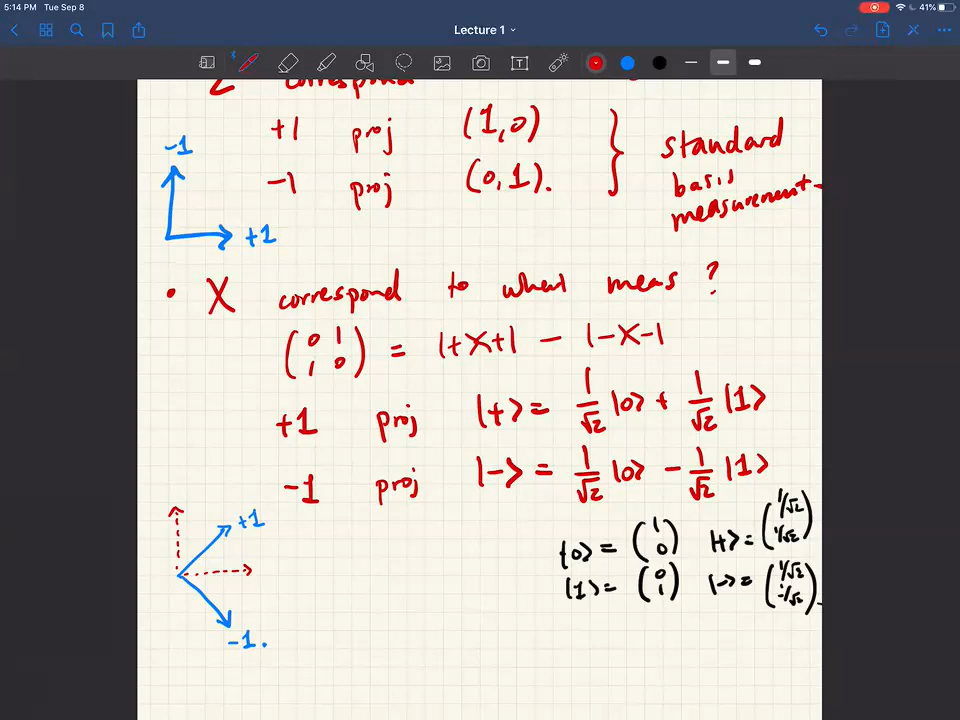 5:14 PM Tue Sep 8 41%
Lecture 1
Z correspond
+1 proj (1,0)
-1 proj (0,1).
standard
basis
measurement
-1
+1
• X correspond to what meas ?
(0 1
1 0) = |+X+| - |-X-|
+1 proj |+> = 1/√2 |0> + 1/√2 |1>
-1 proj |-> = 1/√2 |0> - 1/√2 |1>
+1
-1.
|0> = (1
0) |+> = (1/√2
1/√2)
|1> = (0
1) |-> = (1/√2
-1/√2).
T